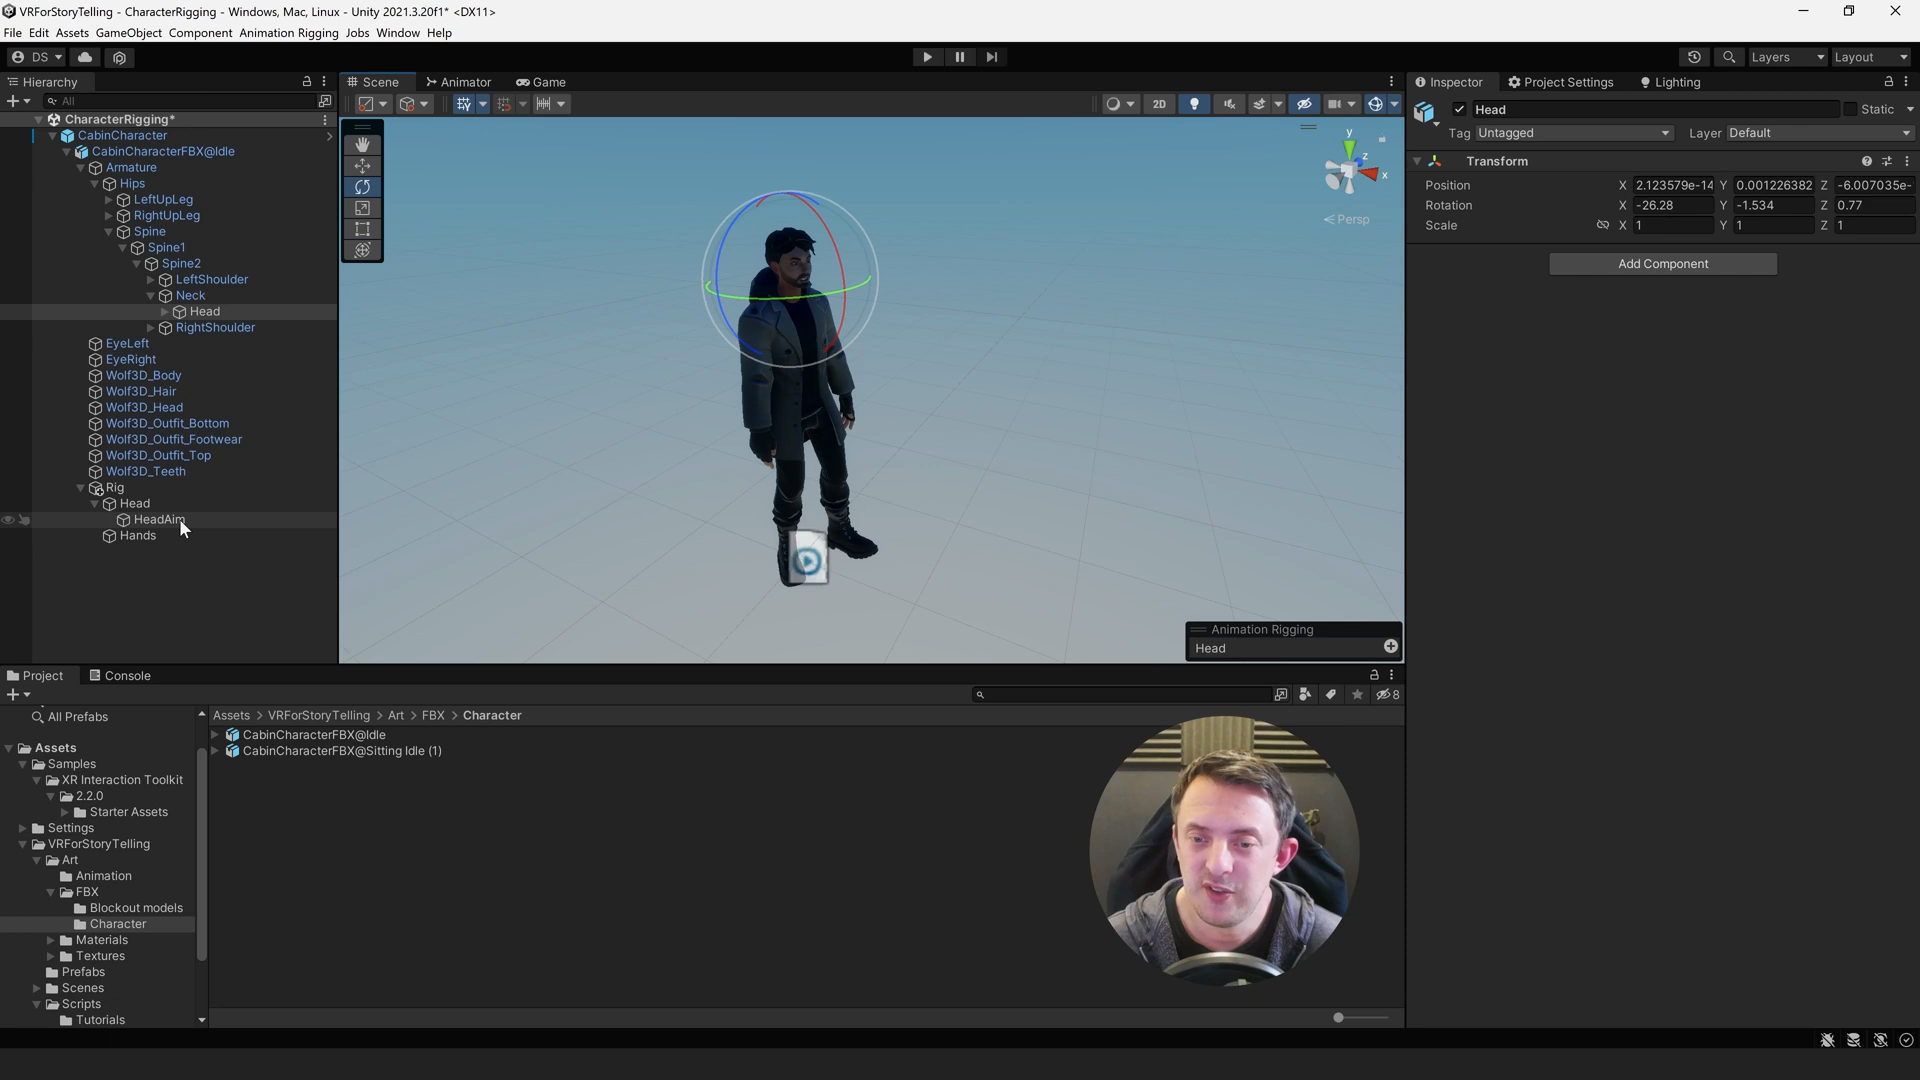 VRForStoryTelling - CharacterRigging - Windows, Mac, Linux - Unity 2021.3.20f1* <DX11>
File Edit Assets GameObject Component Animation Rigging Jobs Window Help
DS Layers Layout
Hierarchy Scene Animator Game Inspector Project Settings Lighting
All 2D Head Static
Tag Untagged Layer Default
CharacterRigging*
CabinCharacter
CabinCharacterFBX@Idle
Armature
Hips
LeftUpLeg
RightUpLeg
Spine
Spine1
Spine2
LeftShoulder
Neck
Head
RightShoulder
EyeLeft
EyeRight
Wolf3D_Body
Wolf3D_Hair
Wolf3D_Head
Wolf3D_Outfit_Bottom
Wolf3D_Outfit_Footwear
Wolf3D_Outfit_Top
Wolf3D_Teeth
Rig
Head
HeadAim
Hands
y
z
x
Persp
Animation Rigging
Head
Transform
Position X 2.123579e-14 Y 0.001226382 Z -6.007035e-
Rotation X -26.28 Y -1.534 Z 0.77
Scale X 1 Y 1 Z 1
Add Component
Project Console
8
All Prefabs
Assets
Samples
XR Interaction Toolkit
2.2.0
Starter Assets
Settings
VRForStoryTelling
Art
Animation
FBX
Blockout models
Character
Materials
Textures
Prefabs
Scenes
Scripts
Tutorials
Assets > VRForStoryTelling > Art > FBX > Character
CabinCharacterFBX@Idle
CabinCharacterFBX@Sitting Idle (1)